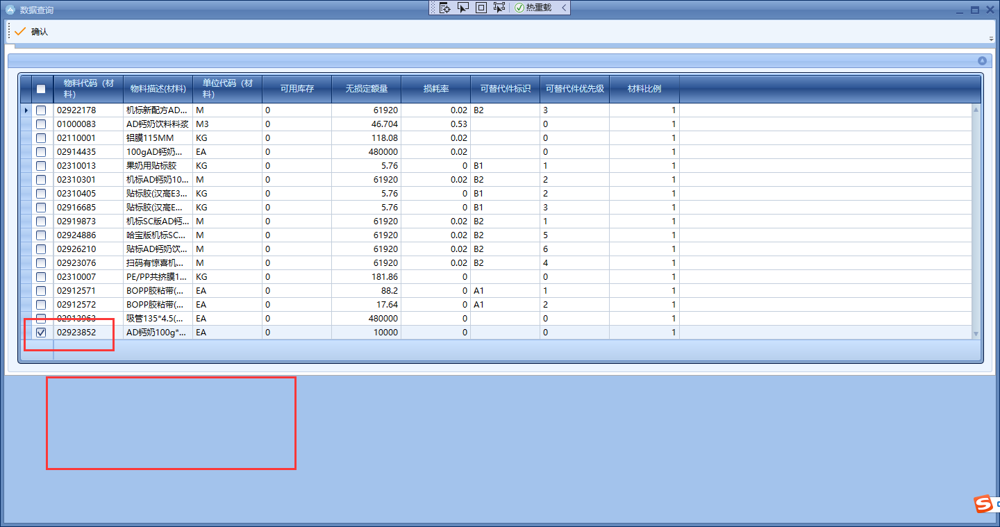 数据查询
热重载
确认
物料代码（材料） 物料描述(材料) 单位代码（材料） 可用库存 无损定额量 损耗率 可替代件标识 可替代件优先级 材料比例
02922178 机标新配方AD... M 0 61920 0.02 B2 3 1
01000083 AD钙奶饮料料浆 M3 0 46.704 0.53 0 1
02110001 铝膜115MM KG 0 118.08 0.02 0 1
02914435 100gAD钙奶... EA 0 480000 0.02 0 1
02310013 果奶用贴标胶 KG 0 5.76 0 B1 1 1
02310301 机标AD钙奶10... M 0 61920 0.02 B2 2 1
02310405 贴标胶(汉高E3... KG 0 5.76 0 B1 2 1
02916685 贴标胶(汉高E... KG 0 5.76 0 B1 3 1
02919873 机标SC版AD钙... M 0 61920 0.02 B2 1 1
02924886 哈宝版机标SC... M 0 61920 0.02 B2 5 1
02926210 贴标AD钙奶饮... M 0 61920 0.02 B2 6 1
02923076 扫码有惊喜机... M 0 61920 0.02 B2 4 1
02310007 PE/PP共挤膜1... KG 0 181.86 0 0 1
02912571 BOPP胶粘带(... EA 0 88.2 0 A1 1 1
02912572 BOPP胶粘带(... EA 0 17.64 0 A1 2 1
02913963 吸管135*4.5(... EA 0 480000 0 0 1
02923852 AD钙奶100g*... EA 0 10000 0 0 1
S